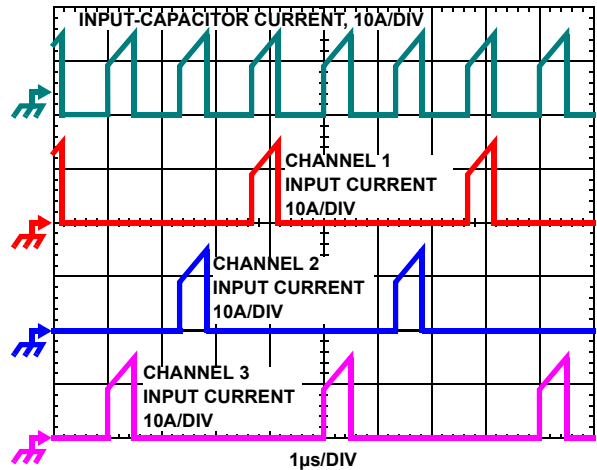 INPUT-CAPACITOR CURRENT, 10A/DIV
CHANNEL 1
INPUT CURRENT
10A/DIV
CHANNEL 2
INPUT CURRENT
10A/DIV
CHANNEL 3
INPUT CURRENT
10A/DIV
1µs/DIV